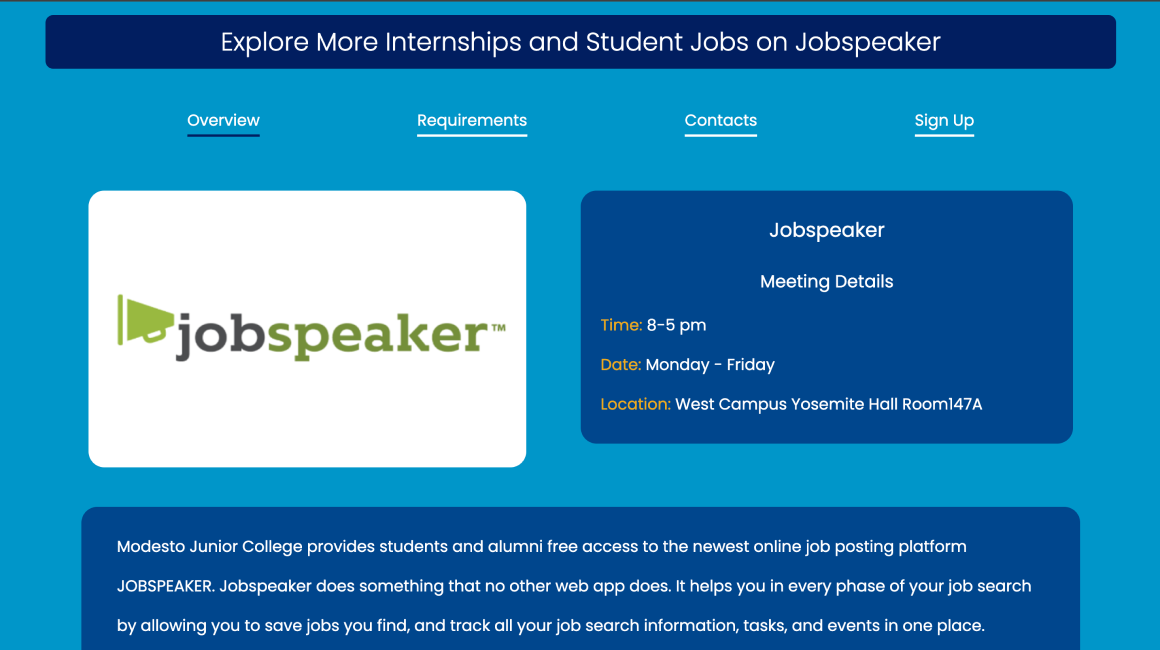 Explore More Internships and Student Jobs on Jobspeaker
Overview
Requirements
Contacts
Sign Up
jobspeaker™
Jobspeaker
Meeting Details
Time: 8-5 pm
Date: Monday - Friday
Location: West Campus Yosemite Hall Room147A
Modesto Junior College provides students and alumni free access to the newest online job posting platform
JOBSPEAKER. Jobspeaker does something that no other web app does. It helps you in every phase of your job search
by allowing you to save jobs you find, and track all your job search information, tasks, and events in one place.